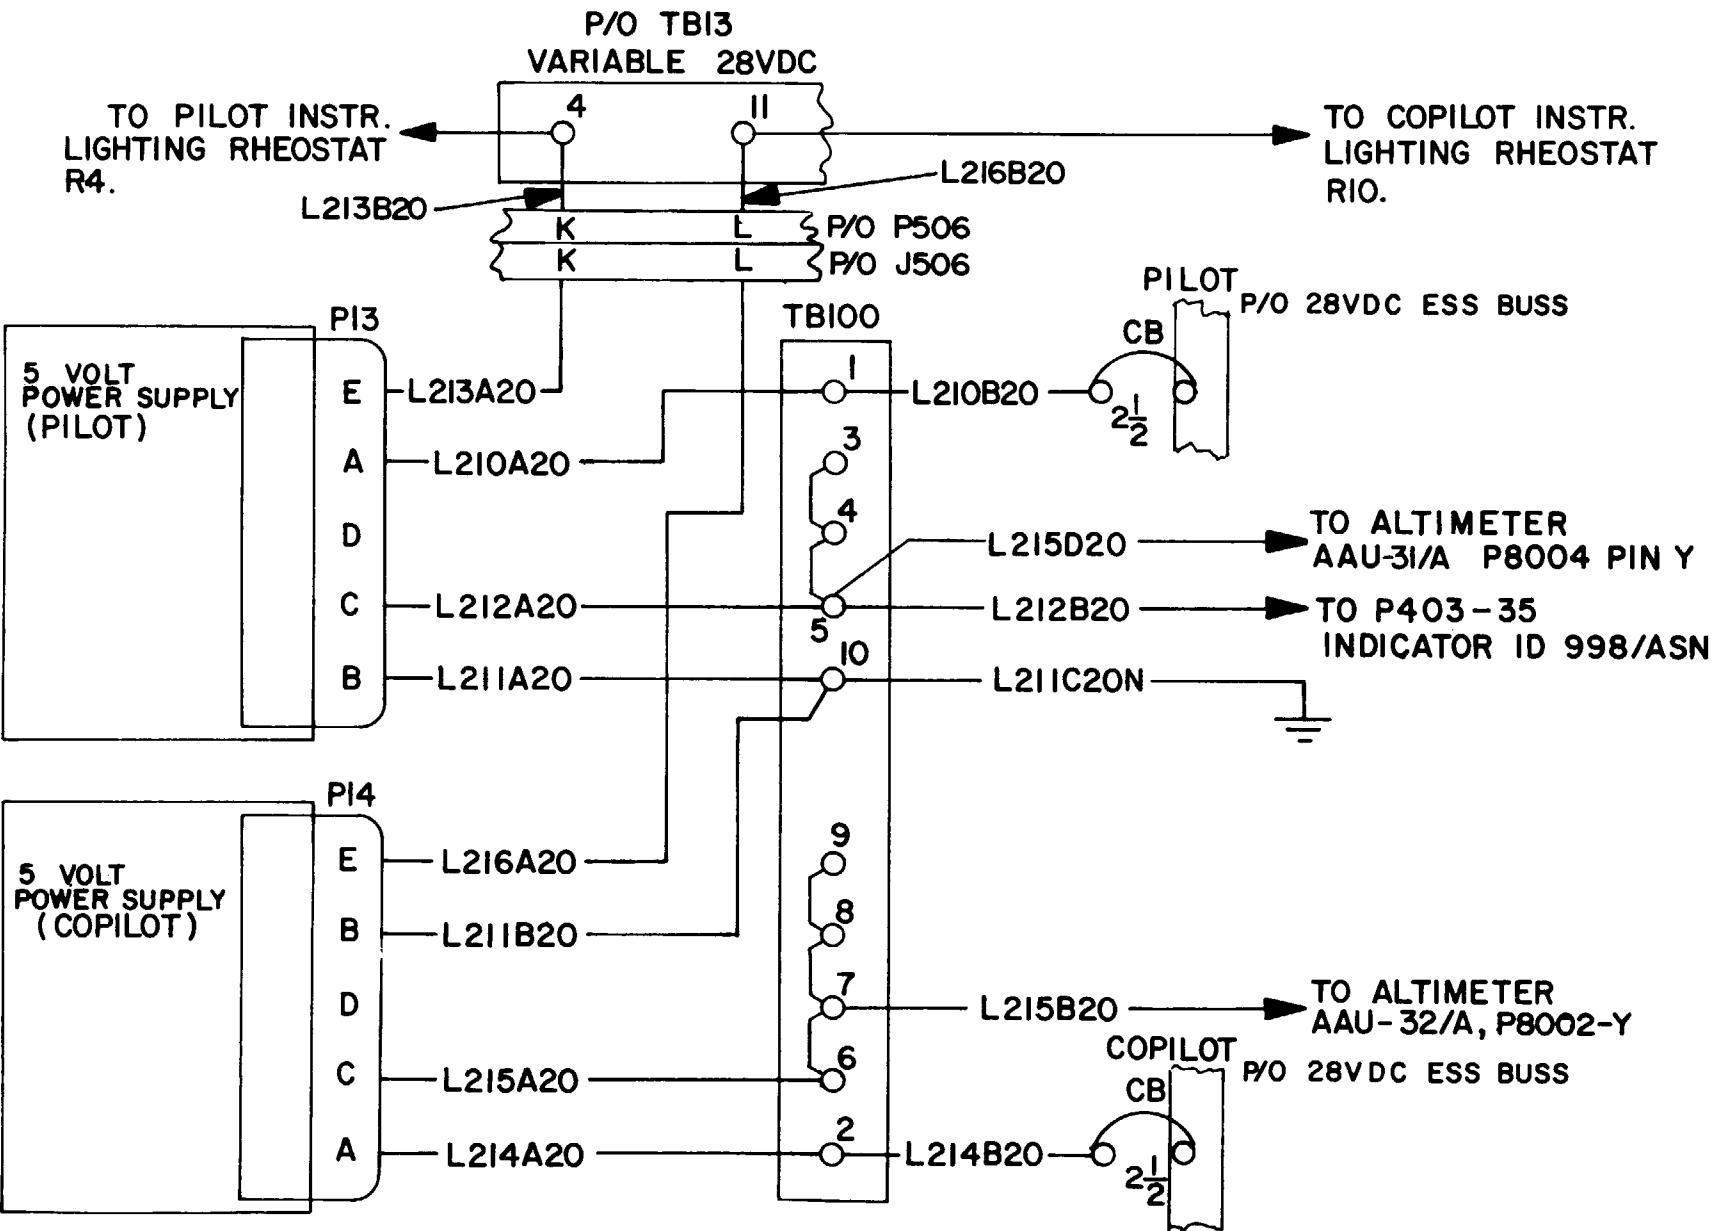 P/O TB13
VARIABLE 28VDC
4
11
TO PILOT INSTR.
LIGHTING RHEOSTAT
R4.
TO COPILOT INSTR.
LIGHTING RHEOSTAT
R10.
L213B20
L216B20
K L P/O P506
K L P/O J506
P13
TB100
PILOT
P/O 28VDC ESS BUSS
CB
2 1/2
5 VOLT
POWER SUPPLY
(PILOT)
E
L213A20
1
L210B20
A
L210A20
3
D
4
L215D20
TO ALTIMETER
AAU-31/A P8004 PIN Y
C
L212A20
5
L212B20
TO P403-35
INDICATOR ID 998/ASN
B
L211A20
10
L211C20N
P14
5 VOLT
POWER SUPPLY
(COPILOT)
E
L216A20
9
B
L211B20
8
D
7
L215B20
TO ALTIMETER
AAU-32/A, P8002-Y
C
L215A20
6
COPILOT
P/O 28VDC ESS BUSS
CB
2 1/2
A
L214A20
2
L214B20